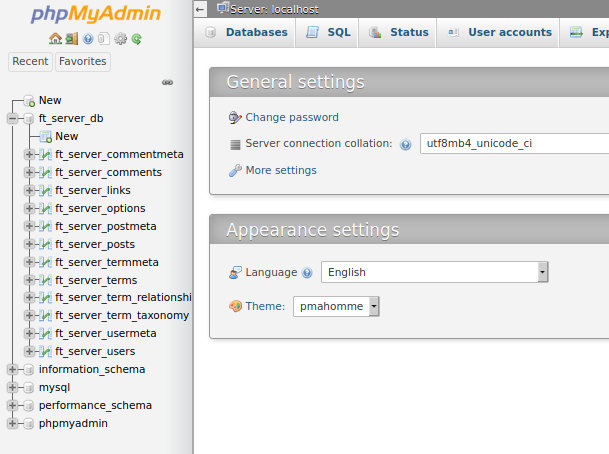 phpMyAdmin
Recent Favorites
New
ft_server_db
New
ft_server_commentmeta
ft_server_comments
ft_server_links
ft_server_options
ft_server_postmeta
ft_server_posts
ft_server_termmeta
ft_server_terms
ft_server_term_relationshi
ft_server_term_taxonomy
ft_server_usermeta
ft_server_users
information_schema
mysql
performance_schema
phpmyadmin
Server: localhost
Databases SQL Status User accounts Exp
General settings
Change password
Server connection collation: utf8mb4_unicode_ci
More settings
Appearance settings
Language English
Theme: pmahomme